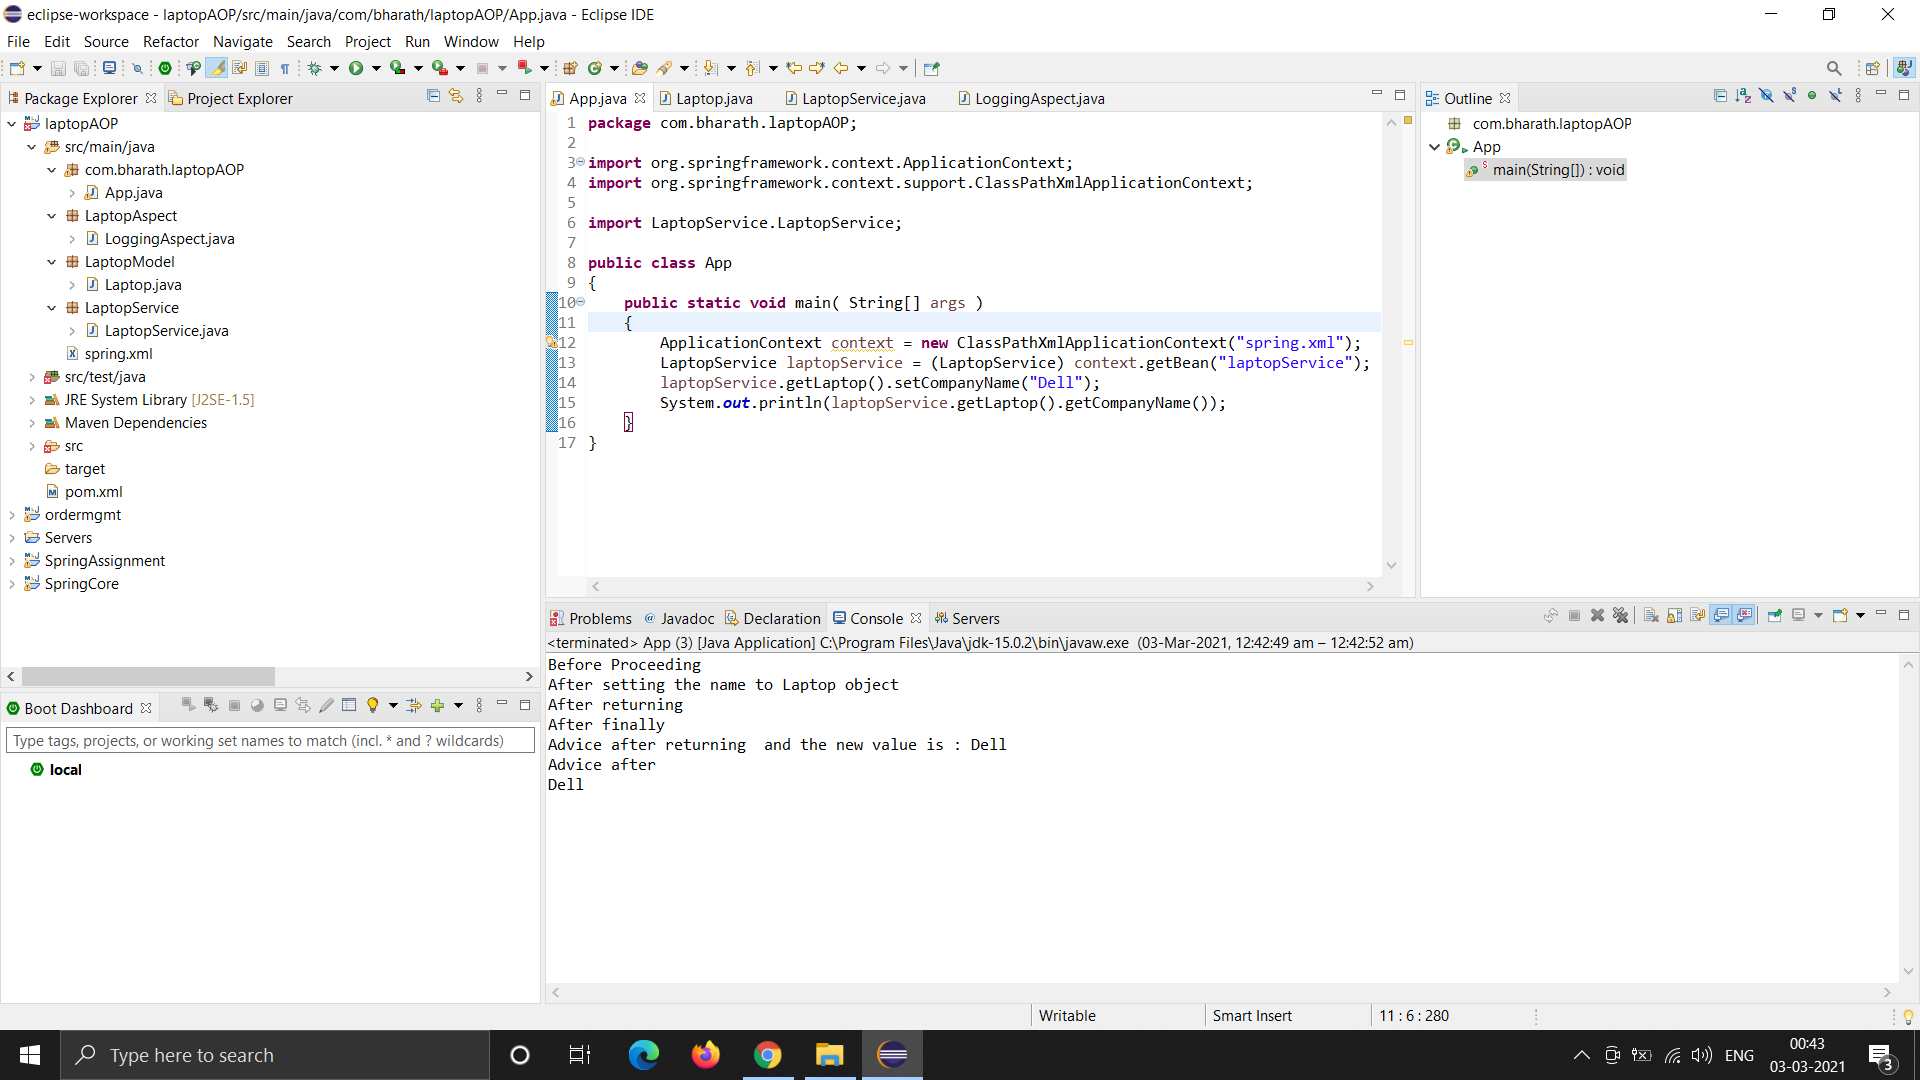 eclipse-workspace - laptopAOP/src/main/java/com/bharath/laptopAOP/App.java - Eclipse IDE
File Edit Source Refactor Navigate Search Project Run Window Help
Package Explorer Project Explorer
laptopAOP
src/main/java
com.bharath.laptopAOP
App.java
LaptopAspect
LoggingAspect.java
LaptopModel
Laptop.java
LaptopService
LaptopService.java
spring.xml
src/test/java
JRE System Library [J2SE-1.5]
Maven Dependencies
src
target
pom.xml
ordermgmt
Servers
SpringAssignment
SpringCore
Boot Dashboard
Type tags, projects, or working set names to match (incl. * and ? wildcards)
local
App.java Laptop.java LaptopService.java LoggingAspect.java
1 package com.bharath.laptopAOP;
2
3 import org.springframework.context.ApplicationContext;
4 import org.springframework.context.support.ClassPathXmlApplicationContext;
5
6 import LaptopService.LaptopService;
7
8 public class App
9 {
10 public static void main( String[] args )
11 {
12 ApplicationContext context = new ClassPathXmlApplicationContext("spring.xml");
13 LaptopService laptopService = (LaptopService) context.getBean("laptopService");
14 laptopService.getLaptop().setCompanyName("Dell");
15 System.out.println(laptopService.getLaptop().getCompanyName());
16 }
17 }
Outline
com.bharath.laptopAOP
App
main(String[]) : void
Problems @ Javadoc Declaration Console Servers
<terminated> App (3) [Java Application] C:\Program Files\Java\jdk-15.0.2\bin\javaw.exe (03-Mar-2021, 12:42:49 am – 12:42:52 am)
Before Proceeding
After setting the name to Laptop object
After returning
After finally
Advice after returning  and the new value is : Dell
Advice after
Dell
Writable Smart Insert 11 : 6 : 280
Type here to search
ENG
00:43
03-03-2021
3